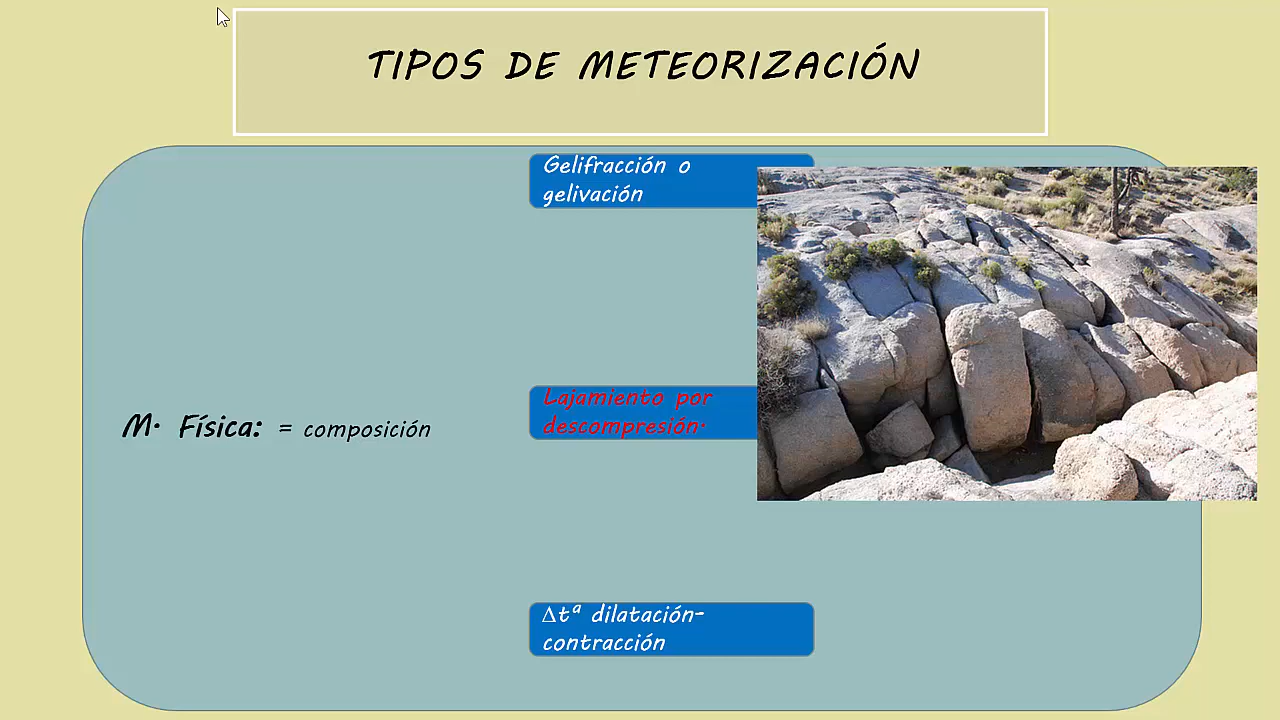 TIPOS DE METEORIZACIÓN
Gelifracción o
gelivación
M. Física: = composición
Lajamiento por
descompresión.
Δtª dilatación-
contracción